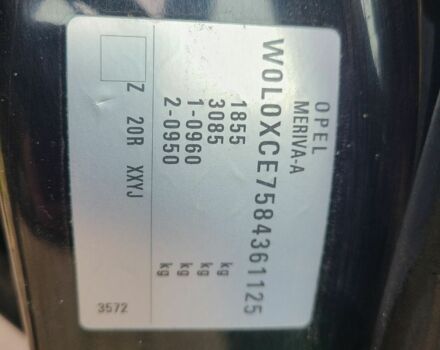 OPEL
MERIVA-A
W0L0XCE7584361125
1855 kg
3085 kg
1-0960 kg
2-0950 kg
Z 20R XXYJ
3572